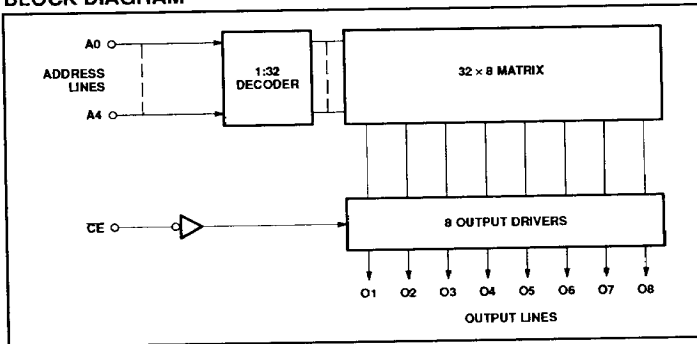 BLOCK DIAGRAM
A0
ADDRESS
LINES
A4
1:32
DECODER
32 × 8 MATRIX
C̅E̅
8 OUTPUT DRIVERS
O1 O2 O3 O4 O5 O6 O7 O8
OUTPUT LINES